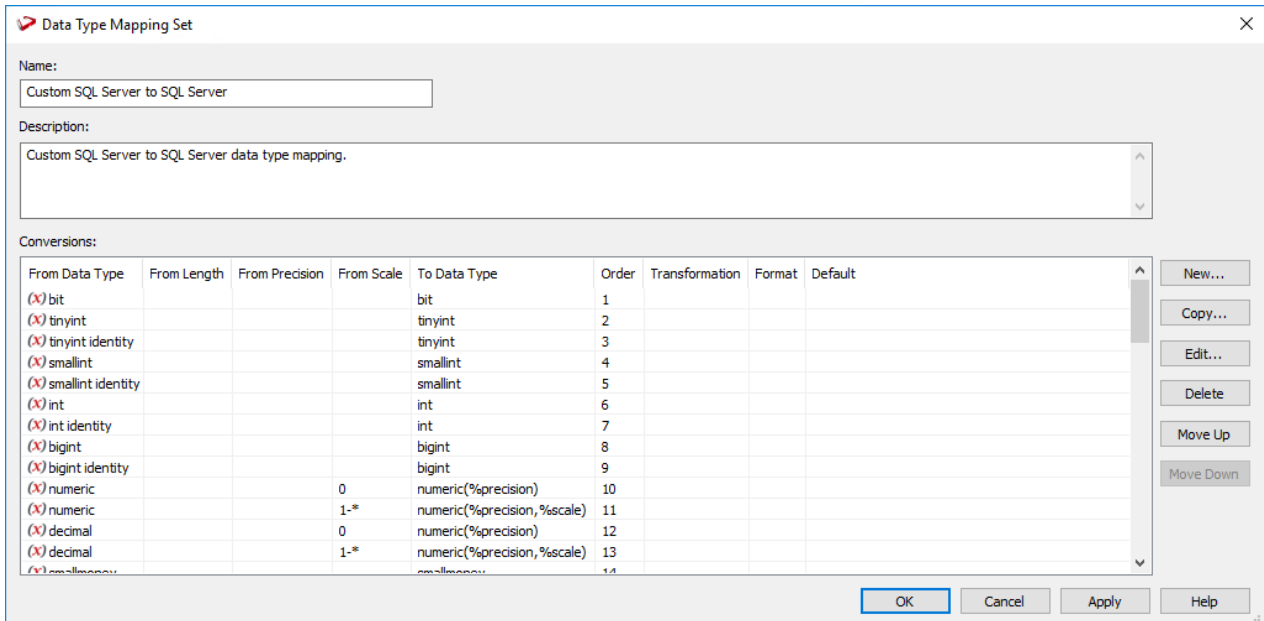 Data Type Mapping Set
Name:
Custom SQL Server to SQL Server
Description:
Custom SQL Server to SQL Server data type mapping.
Conversions:
From Data Type From Length From Precision From Scale To Data Type Order Transformation Format Default
(x) bit bit 1
(x) tinyint tinyint 2
(x) tinyint identity tinyint 3
(x) smallint smallint 4
(x) smallint identity smallint 5
(x) int int 6
(x) int identity int 7
(x) bigint bigint 8
(x) bigint identity bigint 9
(x) numeric 0 numeric(%precision) 10
(x) numeric 1-* numeric(%precision,%scale) 11
(x) decimal 0 numeric(%precision) 12
(x) decimal 1-* numeric(%precision,%scale) 13
(x) smallmoney smallmoney 14
New...
Copy...
Edit...
Delete
Move Up
Move Down
OK Cancel Apply Help